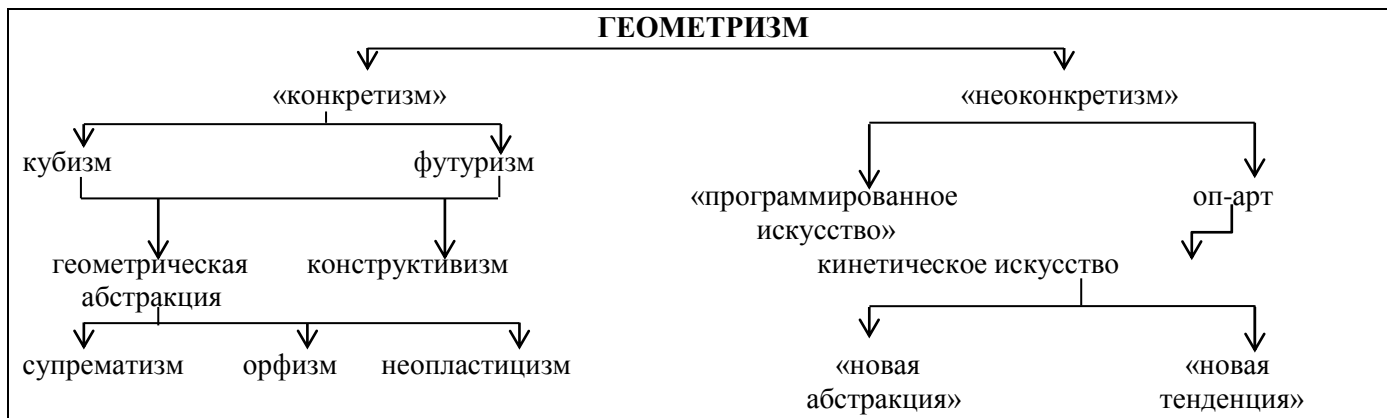 ГЕОМЕТРИЗМ
«конкретизм» «неоконкретизм»
кубизм футуризм
«программированное оп-арт
искусство»
геометрическая конструктивизм кинетическое искусство
абстракция
супрематизм орфизм неопластицизм «новая «новая
абстракция» тенденция»